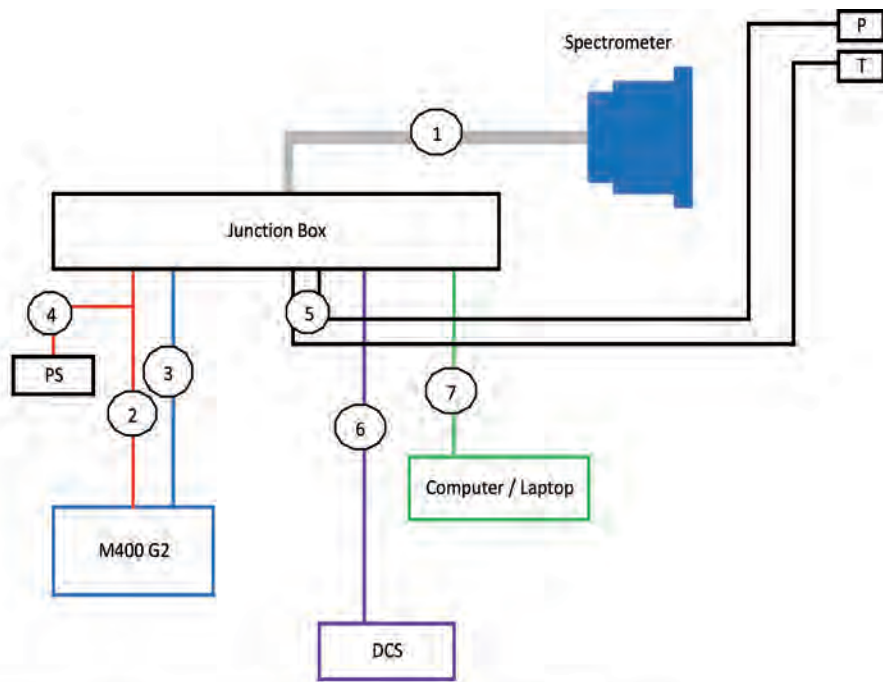 P
Spectrometer
T
1
Junction Box
4
5
3
PS
7
2
6
Computer / Laptop
M400 G2
DCS